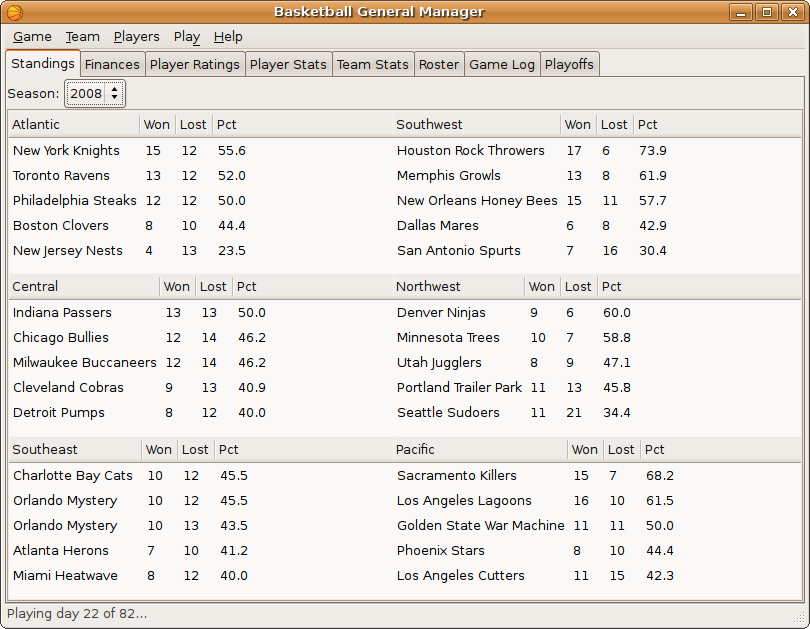 Basketball General Manager
Game Team Players Play Help
Standings Finances Player Ratings Player Stats Team Stats Roster Game Log Playoffs
Season: 2008
Atlantic Won Lost Pct
New York Knights 15 12 55.6
Toronto Ravens 13 12 52.0
Philadelphia Steaks 12 12 50.0
Boston Clovers 8 10 44.4
New Jersey Nests 4 13 23.5
Southwest Won Lost Pct
Houston Rock Throwers 17 6 73.9
Memphis Growls 13 8 61.9
New Orleans Honey Bees 15 11 57.7
Dallas Mares 6 8 42.9
San Antonio Spurts 7 16 30.4
Central Won Lost Pct
Indiana Passers 13 13 50.0
Chicago Bullies 12 14 46.2
Milwaukee Buccaneers 12 14 46.2
Cleveland Cobras 9 13 40.9
Detroit Pumps 8 12 40.0
Northwest Won Lost Pct
Denver Ninjas 9 6 60.0
Minnesota Trees 10 7 58.8
Utah Jugglers 8 9 47.1
Portland Trailer Park 11 13 45.8
Seattle Sudoers 11 21 34.4
Southeast Won Lost Pct
Charlotte Bay Cats 10 12 45.5
Orlando Mystery 10 12 45.5
Orlando Mystery 10 13 43.5
Atlanta Herons 7 10 41.2
Miami Heatwave 8 12 40.0
Pacific Won Lost Pct
Sacramento Killers 15 7 68.2
Los Angeles Lagoons 16 10 61.5
Golden State War Machine 11 11 50.0
Phoenix Stars 8 10 44.4
Los Angeles Cutters 11 15 42.3
Playing day 22 of 82...